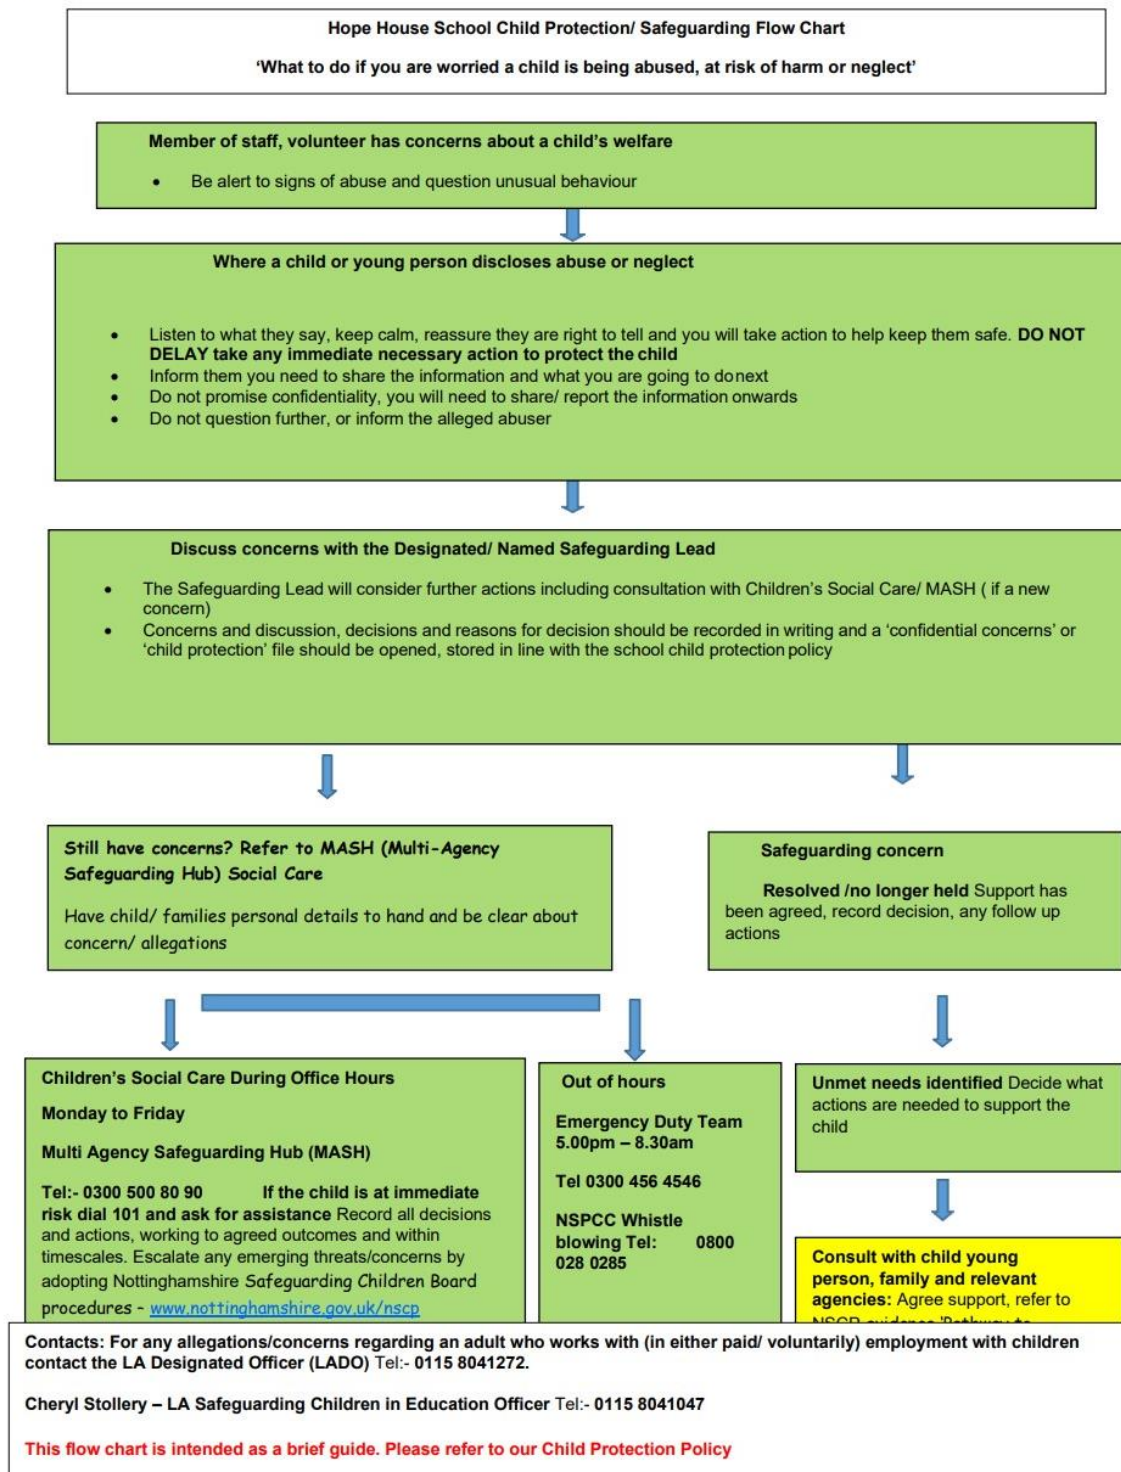 Hope House School Child Protection/ Safeguarding Flow Chart
‘What to do if you are worried a child is being abused, at risk of harm or neglect’
Member of staff, volunteer has concerns about a child’s welfare
• Be alert to signs of abuse and question unusual behaviour
Where a child or young person discloses abuse or neglect
• Listen to what they say, keep calm, reassure they are right to tell and you will take action to help keep them safe. DO NOT
DELAY take any immediate necessary action to protect the child
• Inform them you need to share the information and what you are going to donext
• Do not promise confidentiality, you will need to share/ report the information onwards
• Do not question further, or inform the alleged abuser
Discuss concerns with the Designated/ Named Safeguarding Lead
• The Safeguarding Lead will consider further actions including consultation with Children’s Social Care/ MASH ( if a new
concern)
• Concerns and discussion, decisions and reasons for decision should be recorded in writing and a ‘confidential concerns’ or
‘child protection’ file should be opened, stored in line with the school child protection policy
Still have concerns? Refer to MASH (Multi-Agency
Safeguarding Hub) Social Care
Have child/ families personal details to hand and be clear about
concern/ allegations
Safeguarding concern
Resolved /no longer held Support has
been agreed, record decision, any follow up
actions
Children’s Social Care During Office Hours
Monday to Friday
Multi Agency Safeguarding Hub (MASH)
Tel:- 0300 500 80 90 If the child is at immediate
risk dial 101 and ask for assistance Record all decisions
and actions, working to agreed outcomes and within
timescales. Escalate any emerging threats/concerns by
adopting Nottinghamshire Safeguarding Children Board
procedures - www.nottinghamshire.gov.uk/nscp
Out of hours
Emergency Duty Team
5.00pm – 8.30am
Tel 0300 456 4546
NSPCC Whistle
blowing Tel: 0800
028 0285
Unmet needs identified Decide what
actions are needed to support the
child
Consult with child young
person, family and relevant
agencies: Agree support, refer to
Contacts: For any allegations/concerns regarding an adult who works with (in either paid/ voluntarily) employment with children
contact the LA Designated Officer (LADO) Tel:- 0115 8041272.
Cheryl Stollery – LA Safeguarding Children in Education Officer Tel:- 0115 8041047
This flow chart is intended as a brief guide. Please refer to our Child Protection Policy